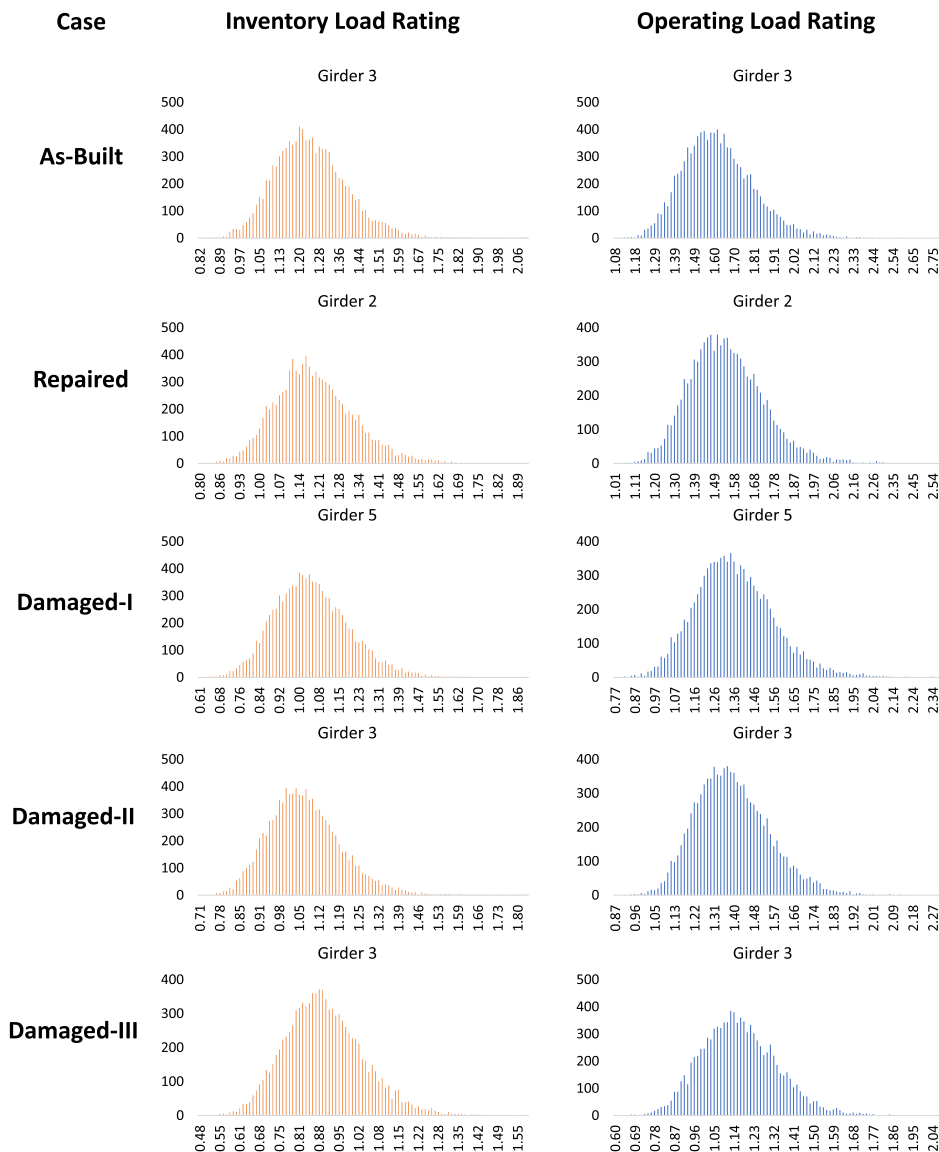 Case Inventory Load Rating Operating Load Rating
Girder 3 Girder 3
As-Built
500
400
300
200
100
0
0.82 0.89 0.97 1.05 1.13 1.20 1.28 1.36 1.44 1.51 1.59 1.67 1.75 1.82 1.90 1.98 2.06
500
400
300
200
100
0
1.08 1.18 1.29 1.39 1.49 1.60 1.70 1.81 1.91 2.02 2.12 2.23 2.33 2.44 2.54 2.65 2.75
Girder 2 Girder 2
Repaired
500
400
300
200
100
0
0.80 0.86 0.93 1.00 1.07 1.14 1.21 1.28 1.34 1.41 1.48 1.55 1.62 1.69 1.75 1.82 1.89
400
300
200
100
0
1.01 1.11 1.20 1.30 1.39 1.49 1.58 1.68 1.78 1.87 1.97 2.06 2.16 2.26 2.35 2.45 2.54
Girder 5 Girder 5
Damaged-I
500
400
300
200
100
0
0.61 0.68 0.76 0.84 0.92 1.00 1.08 1.15 1.23 1.31 1.39 1.47 1.55 1.62 1.70 1.78 1.86
400
300
200
100
0
0.77 0.87 0.97 1.07 1.16 1.26 1.36 1.46 1.56 1.65 1.75 1.85 1.95 2.04 2.14 2.24 2.34
Girder 3 Girder 3
Damaged-II
500
400
300
200
100
0
0.71 0.78 0.85 0.91 0.98 1.05 1.12 1.19 1.25 1.32 1.39 1.46 1.53 1.59 1.66 1.73 1.80
400
300
200
100
0
0.87 0.96 1.05 1.13 1.22 1.31 1.40 1.48 1.57 1.66 1.74 1.83 1.92 2.01 2.09 2.18 2.27
Girder 3 Girder 3
Damaged-III
400
300
200
100
0
0.48 0.55 0.61 0.68 0.75 0.81 0.88 0.95 1.02 1.08 1.15 1.22 1.28 1.35 1.42 1.49 1.55
500
400
300
200
100
0
0.60 0.69 0.78 0.87 0.96 1.05 1.14 1.23 1.32 1.41 1.50 1.59 1.68 1.77 1.86 1.95 2.04